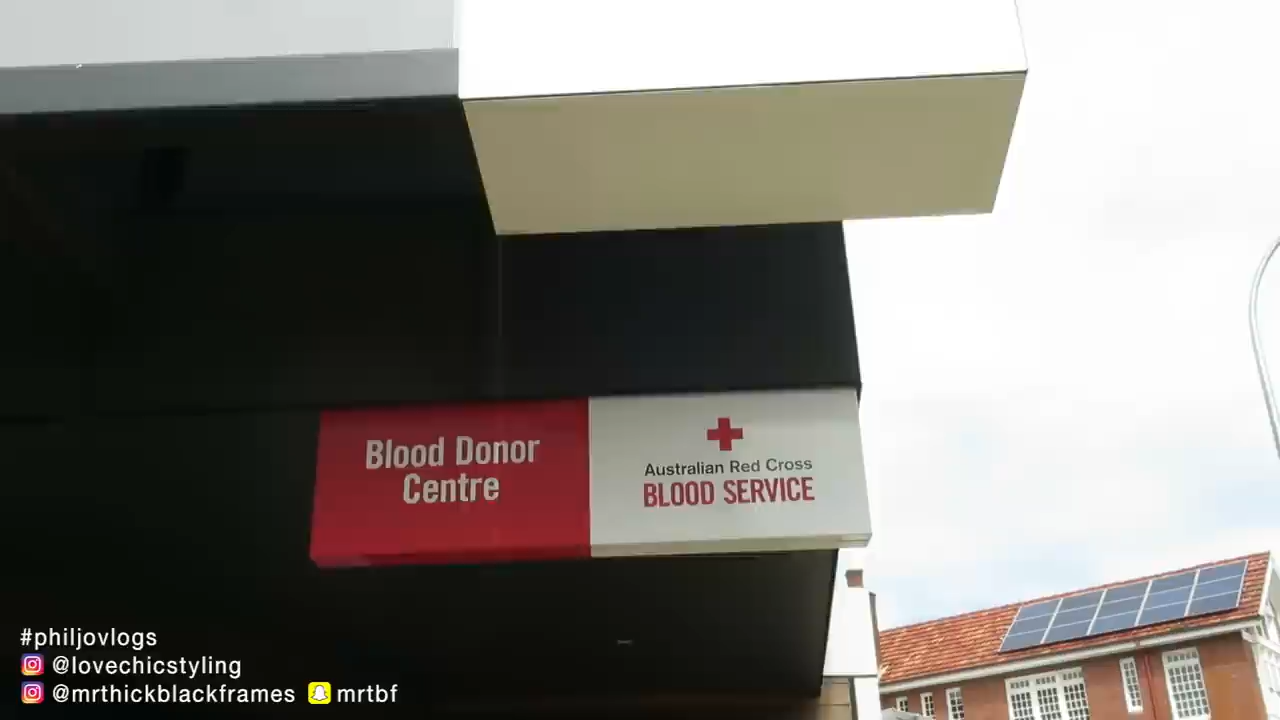 Blood Donor
Centre
Australian Red Cross
BLOOD SERVICE
#philjovlogs
@lovechicstyling
@mrthickblackframes mrtbf